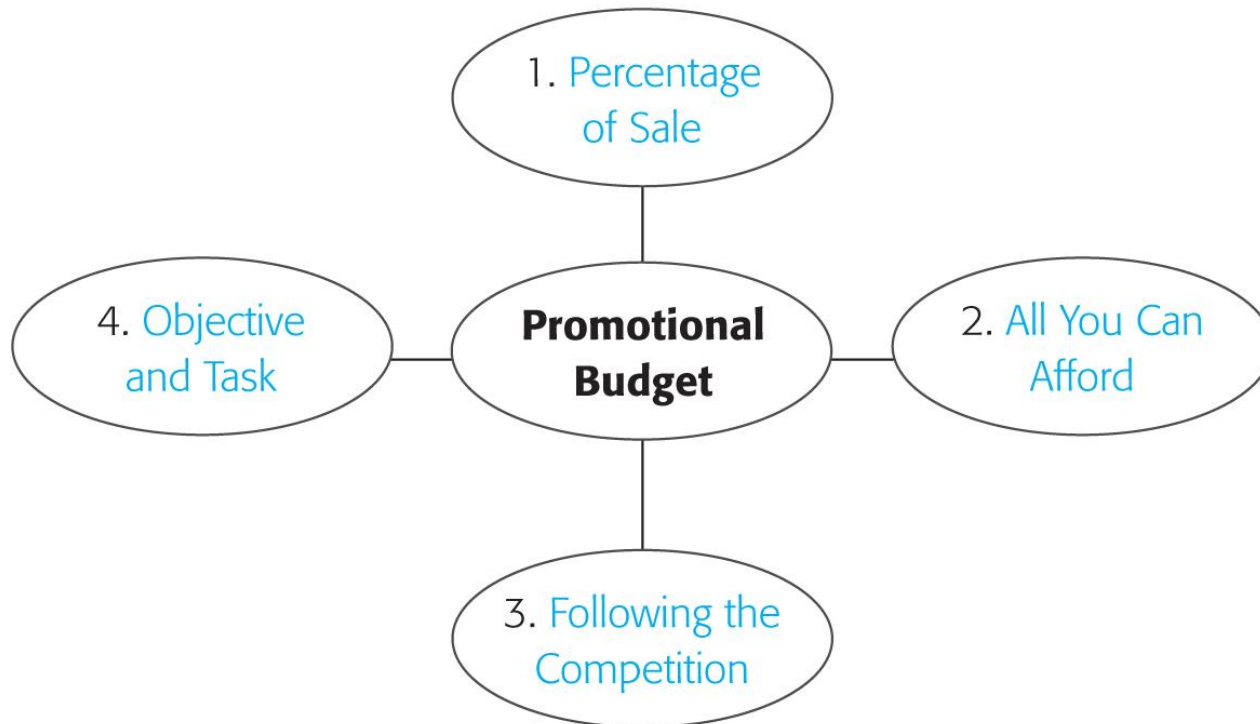 1. Percentage
of Sale
4. Objective
and Task
Promotional
Budget
2. All You Can
Afford
3. Following the
Competition